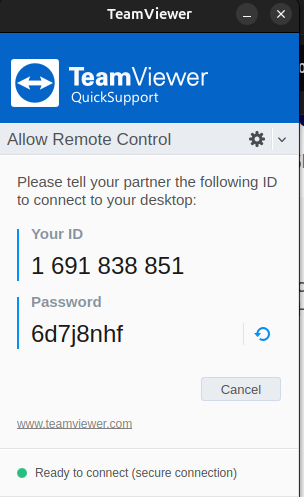 TeamViewer
TeamViewer
QuickSupport
Allow Remote Control
Please tell your partner the following ID
to connect to your desktop:
Your ID
1 691 838 851
Password
6d7j8nhf
Cancel
www.teamviewer.com
Ready to connect (secure connection)